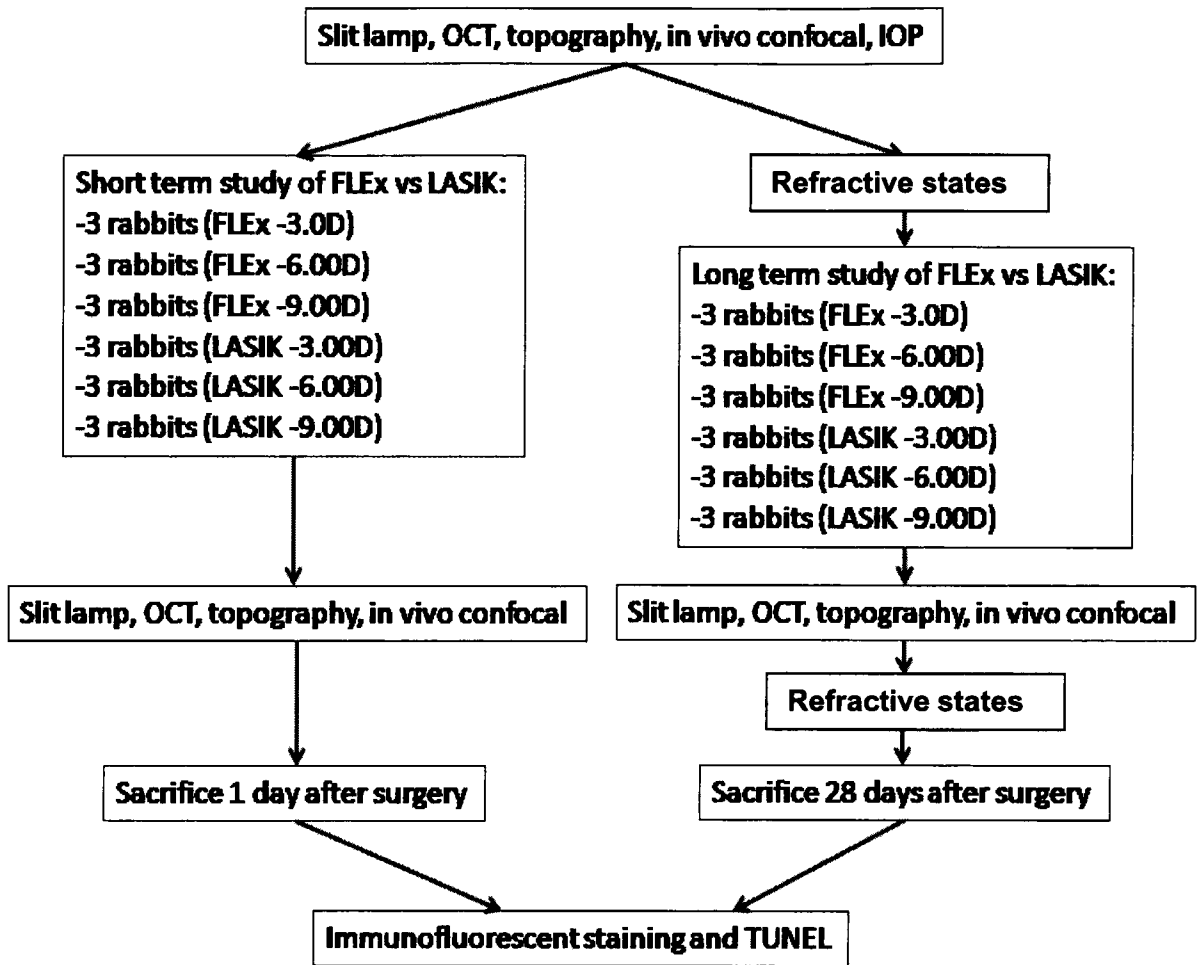 Slit lamp, OCT, topography, in vivo confocal, IOP
Short term study of FLEx vs LASIK:
-3 rabbits (FLEx -3.0D)
-3 rabbits (FLEx -6.00D)
-3 rabbits (FLEx -9.00D)
-3 rabbits (LASIK -3.00D)
-3 rabbits (LASIK -6.00D)
-3 rabbits (LASIK -9.00D)
Refractive states
Long term study of FLEx vs LASIK:
-3 rabbits (FLEx -3.0D)
-3 rabbits (FLEx -6.00D)
-3 rabbits (FLEx -9.00D)
-3 rabbits (LASIK -3.00D)
-3 rabbits (LASIK -6.00D)
-3 rabbits (LASIK -9.00D)
Slit lamp, OCT, topography, in vivo confocal
Slit lamp, OCT, topography, in vivo confocal
Refractive states
Sacrifice 1 day after surgery
Sacrifice 28 days after surgery
Immunofluorescent staining and TUNEL